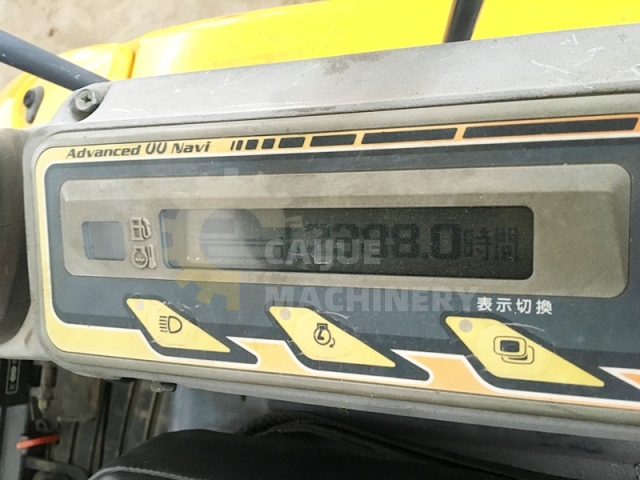 Advanced 00 Navi
時間
CAIJUE
MACHINERY
表示切換